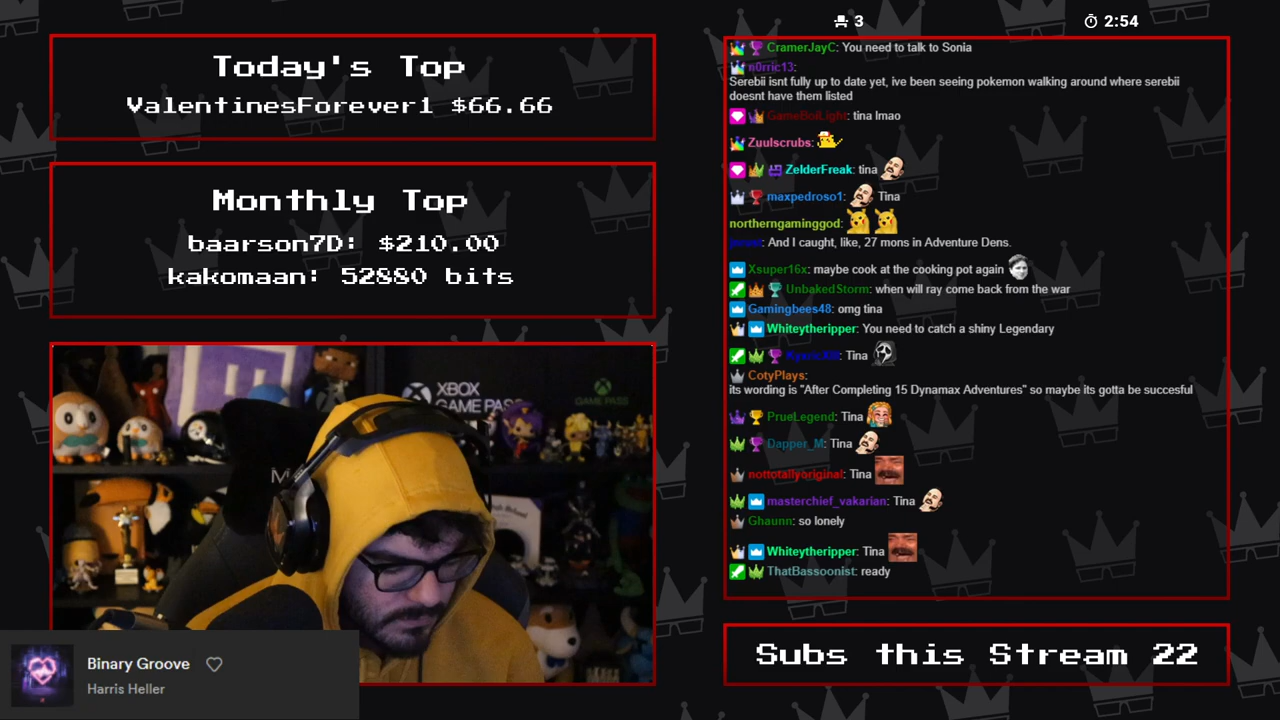 Today's Top
ValentinesForever1 $66.66
Monthly Top
baarson7D: $210.00
kakomaan: 52880 bits
XBOX
GAME PASS
GAME PASS
Binary Groove
Harris Heller
3
2:54
CramerJayC: You need to talk to Sonia
n0rric13:
Serebii isnt fully up to date yet, ive been seeing pokemon walking around where serebii
doesnt have them listed
GameBoiLight: tina lmao
Zuulscrubs:
ZelderFreak: tina
maxpedroso1: Tina
northerngaminggod:
: And I caught, like, 27 mons in Adventure Dens.
Xsuper16x: maybe cook at the cooking pot again
UnbakedStorm: when will ray come back from the war
Gamingbees48: omg tina
Whiteytheripper: You need to catch a shiny Legendary
: Tina
CotyPlays:
its wording is "After Completing 15 Dynamax Adventures" so maybe its gotta be succesful
PrueLegend: Tina
Dapper_M: Tina
nottotallyoriginal: Tina
masterchief_vakarian: Tina
Ghaunn: so lonely
Whiteytheripper: Tina
ThatBassoonist: ready
Subs this Stream 22